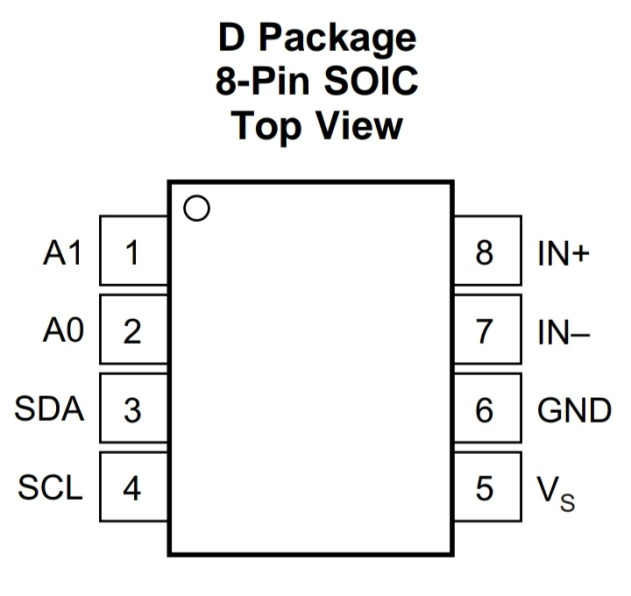 D Package
8-Pin SOIC
Top View
A1 1 8 IN+
A0 2 7 IN–
SDA 3 6 GND
SCL 4 5 VS